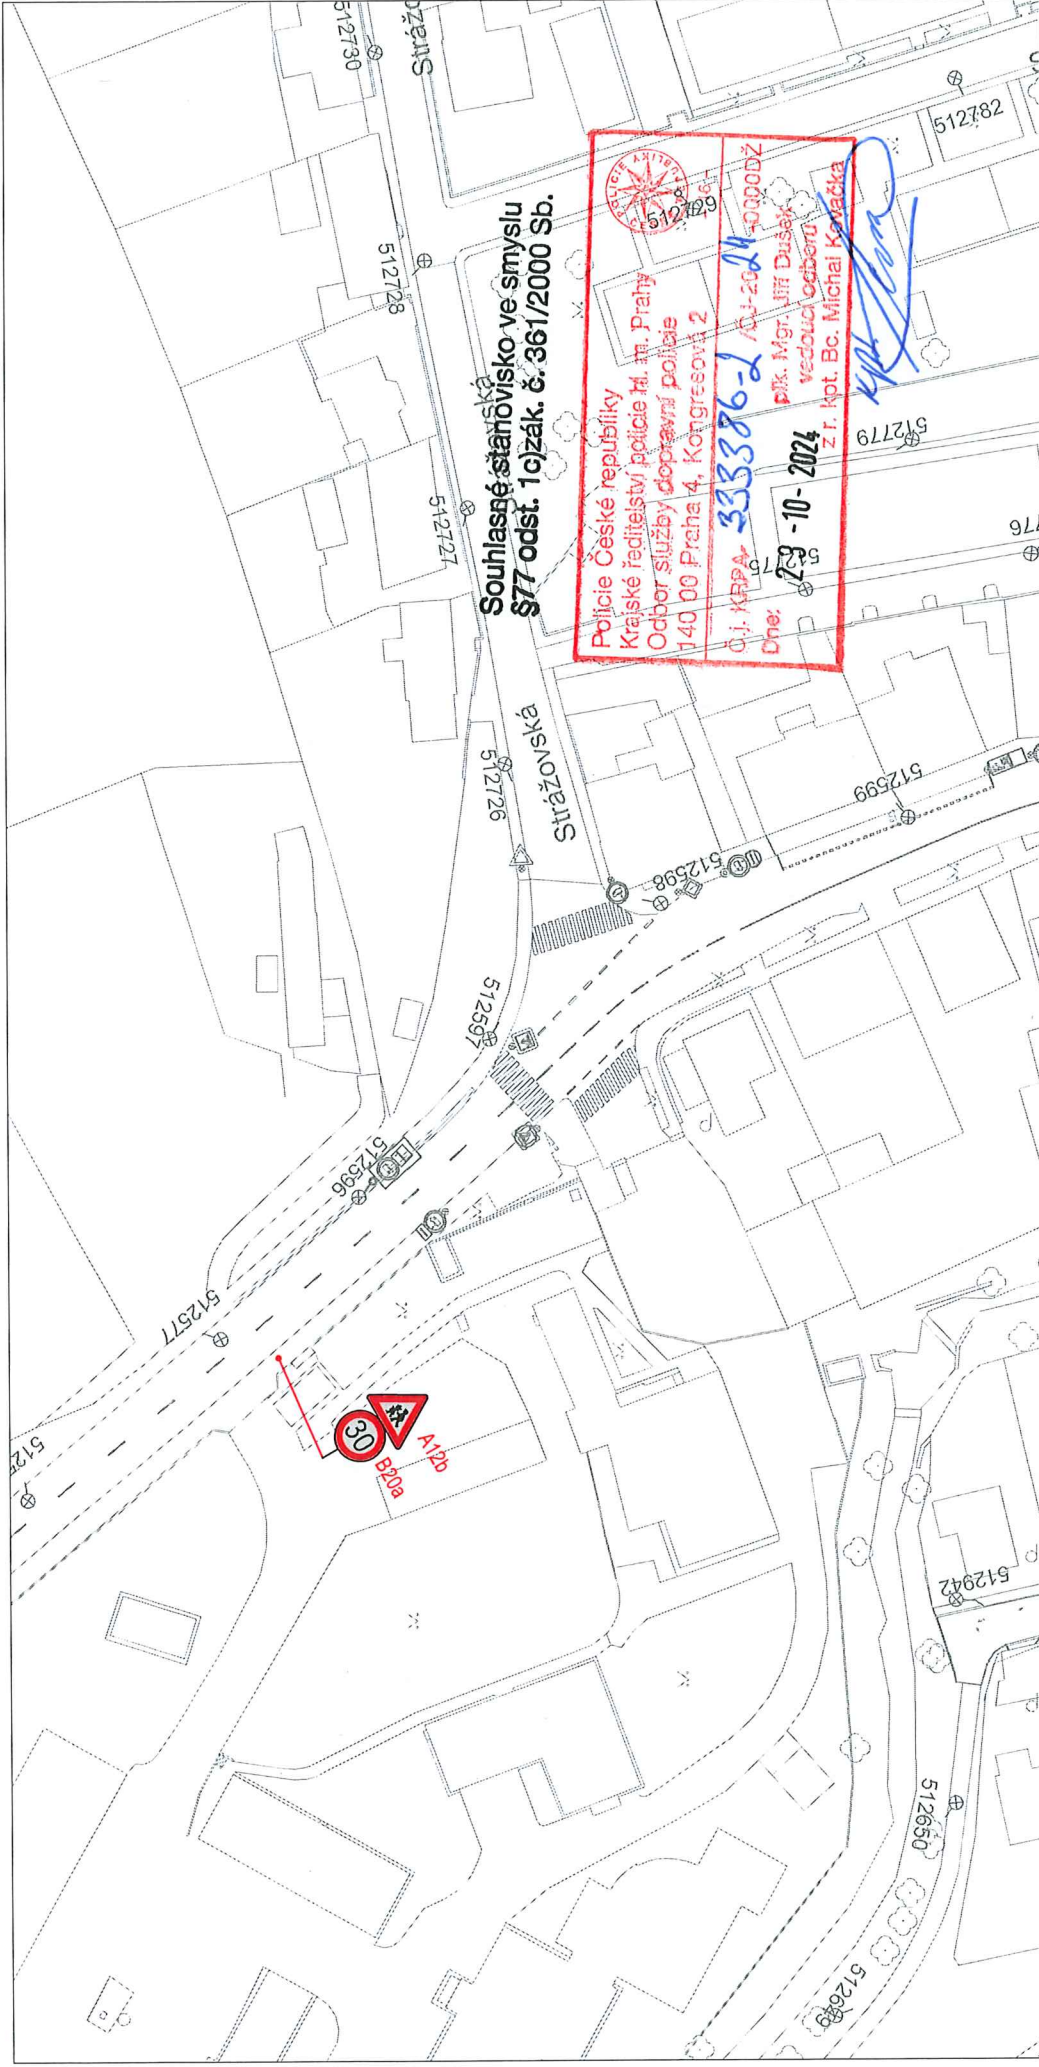 512730
Strážo
512728
512727
Souhlasné stanovisko ve smyslu
§77 odst. 1c)zák. č. 361/2000 Sb.
Strážovská
512726
512597
512596
512577
512598
512599
512729
512782
512779
512775
776
Policie České republiky
Krajské ředitelství policie hl. m. Prahy
Odbor služby dopravní policie
140 00 Praha 4, Kongresová 2
Č.j. KRPA- 333386-2 /ČJ-2024-0000DŽ
Dne: 23 -10- 2024
plk. Mgr. Jiří Dušek
vedoucí odboru
z r. kpt. Bc. Michal Kovačka
30
B20a
A12b
512942
512650
512649